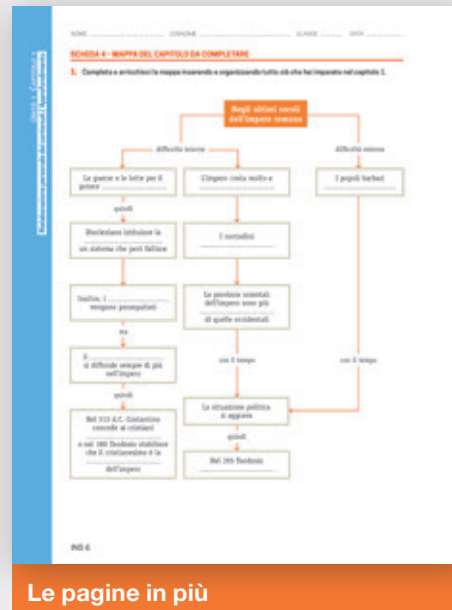 NOME COGNOME CLASSE DATA
SCHEDA 4 – MAPPA DEL CAPITOLO DA COMPLETARE
1. Completa e arricchisci la mappa inserendo e organizzando tutto ciò che hai imparato nel capitolo 1.
Negli ultimi secoli
dell'impero romano
difficoltà interne
difficoltà esterne
Le guerre e le lotte per il
potere
L'impero costa molto e
I popoli barbari
quindi
Diocleziano istituisce la
un sistema che però fallisce
I contadini
Inoltre, i
vengono perseguitati
Le province orientali
dell'impero sono più
di quelle occidentali
ma
Il
si diffonde sempre di più
nell'impero
con il tempo
con il tempo
quindi
Nel 313 d.C. Costantino
concede ai cristiani
e nel 380 Teodosio stabilisce
che il cristianesimo è la
dell'impero
La situazione politica
si aggrava
quindi
Nel 395 Teodosio
INS 6
Le pagine in più